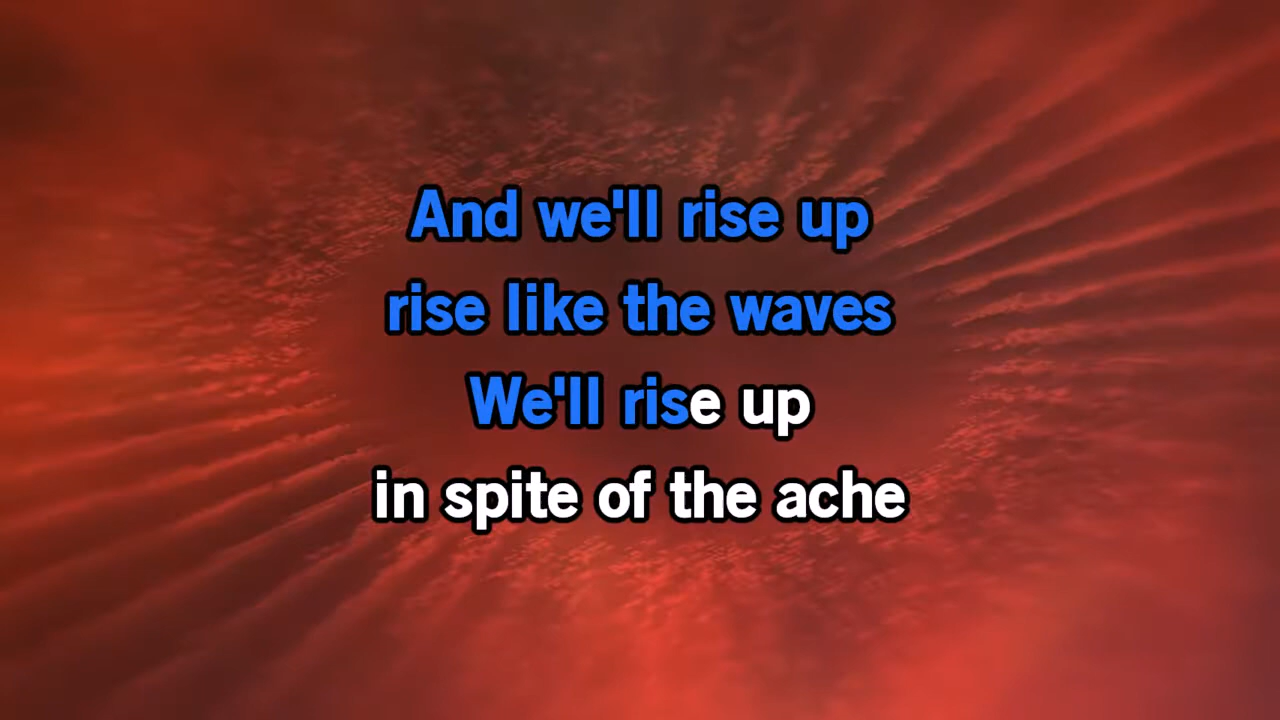 And we'll rise up
rise like the waves
We'll rise up
in spite of the ache